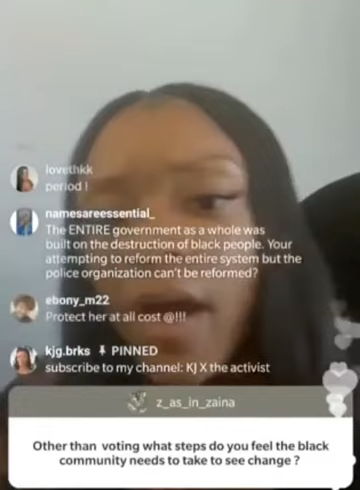 lovethkk
period !
namesareessential_
The ENTIRE government as a whole was
built on the destruction of black people. Your
attempting to reform the entire system but the
police organization can't be reformed?
ebony_m22
Protect her at all cost @!!!
kjg.brks PINNED
subscribe to my channel: KJ X the activist
z_as_in_zaina
Other than voting what steps do you feel the black
community needs to take to see change ?